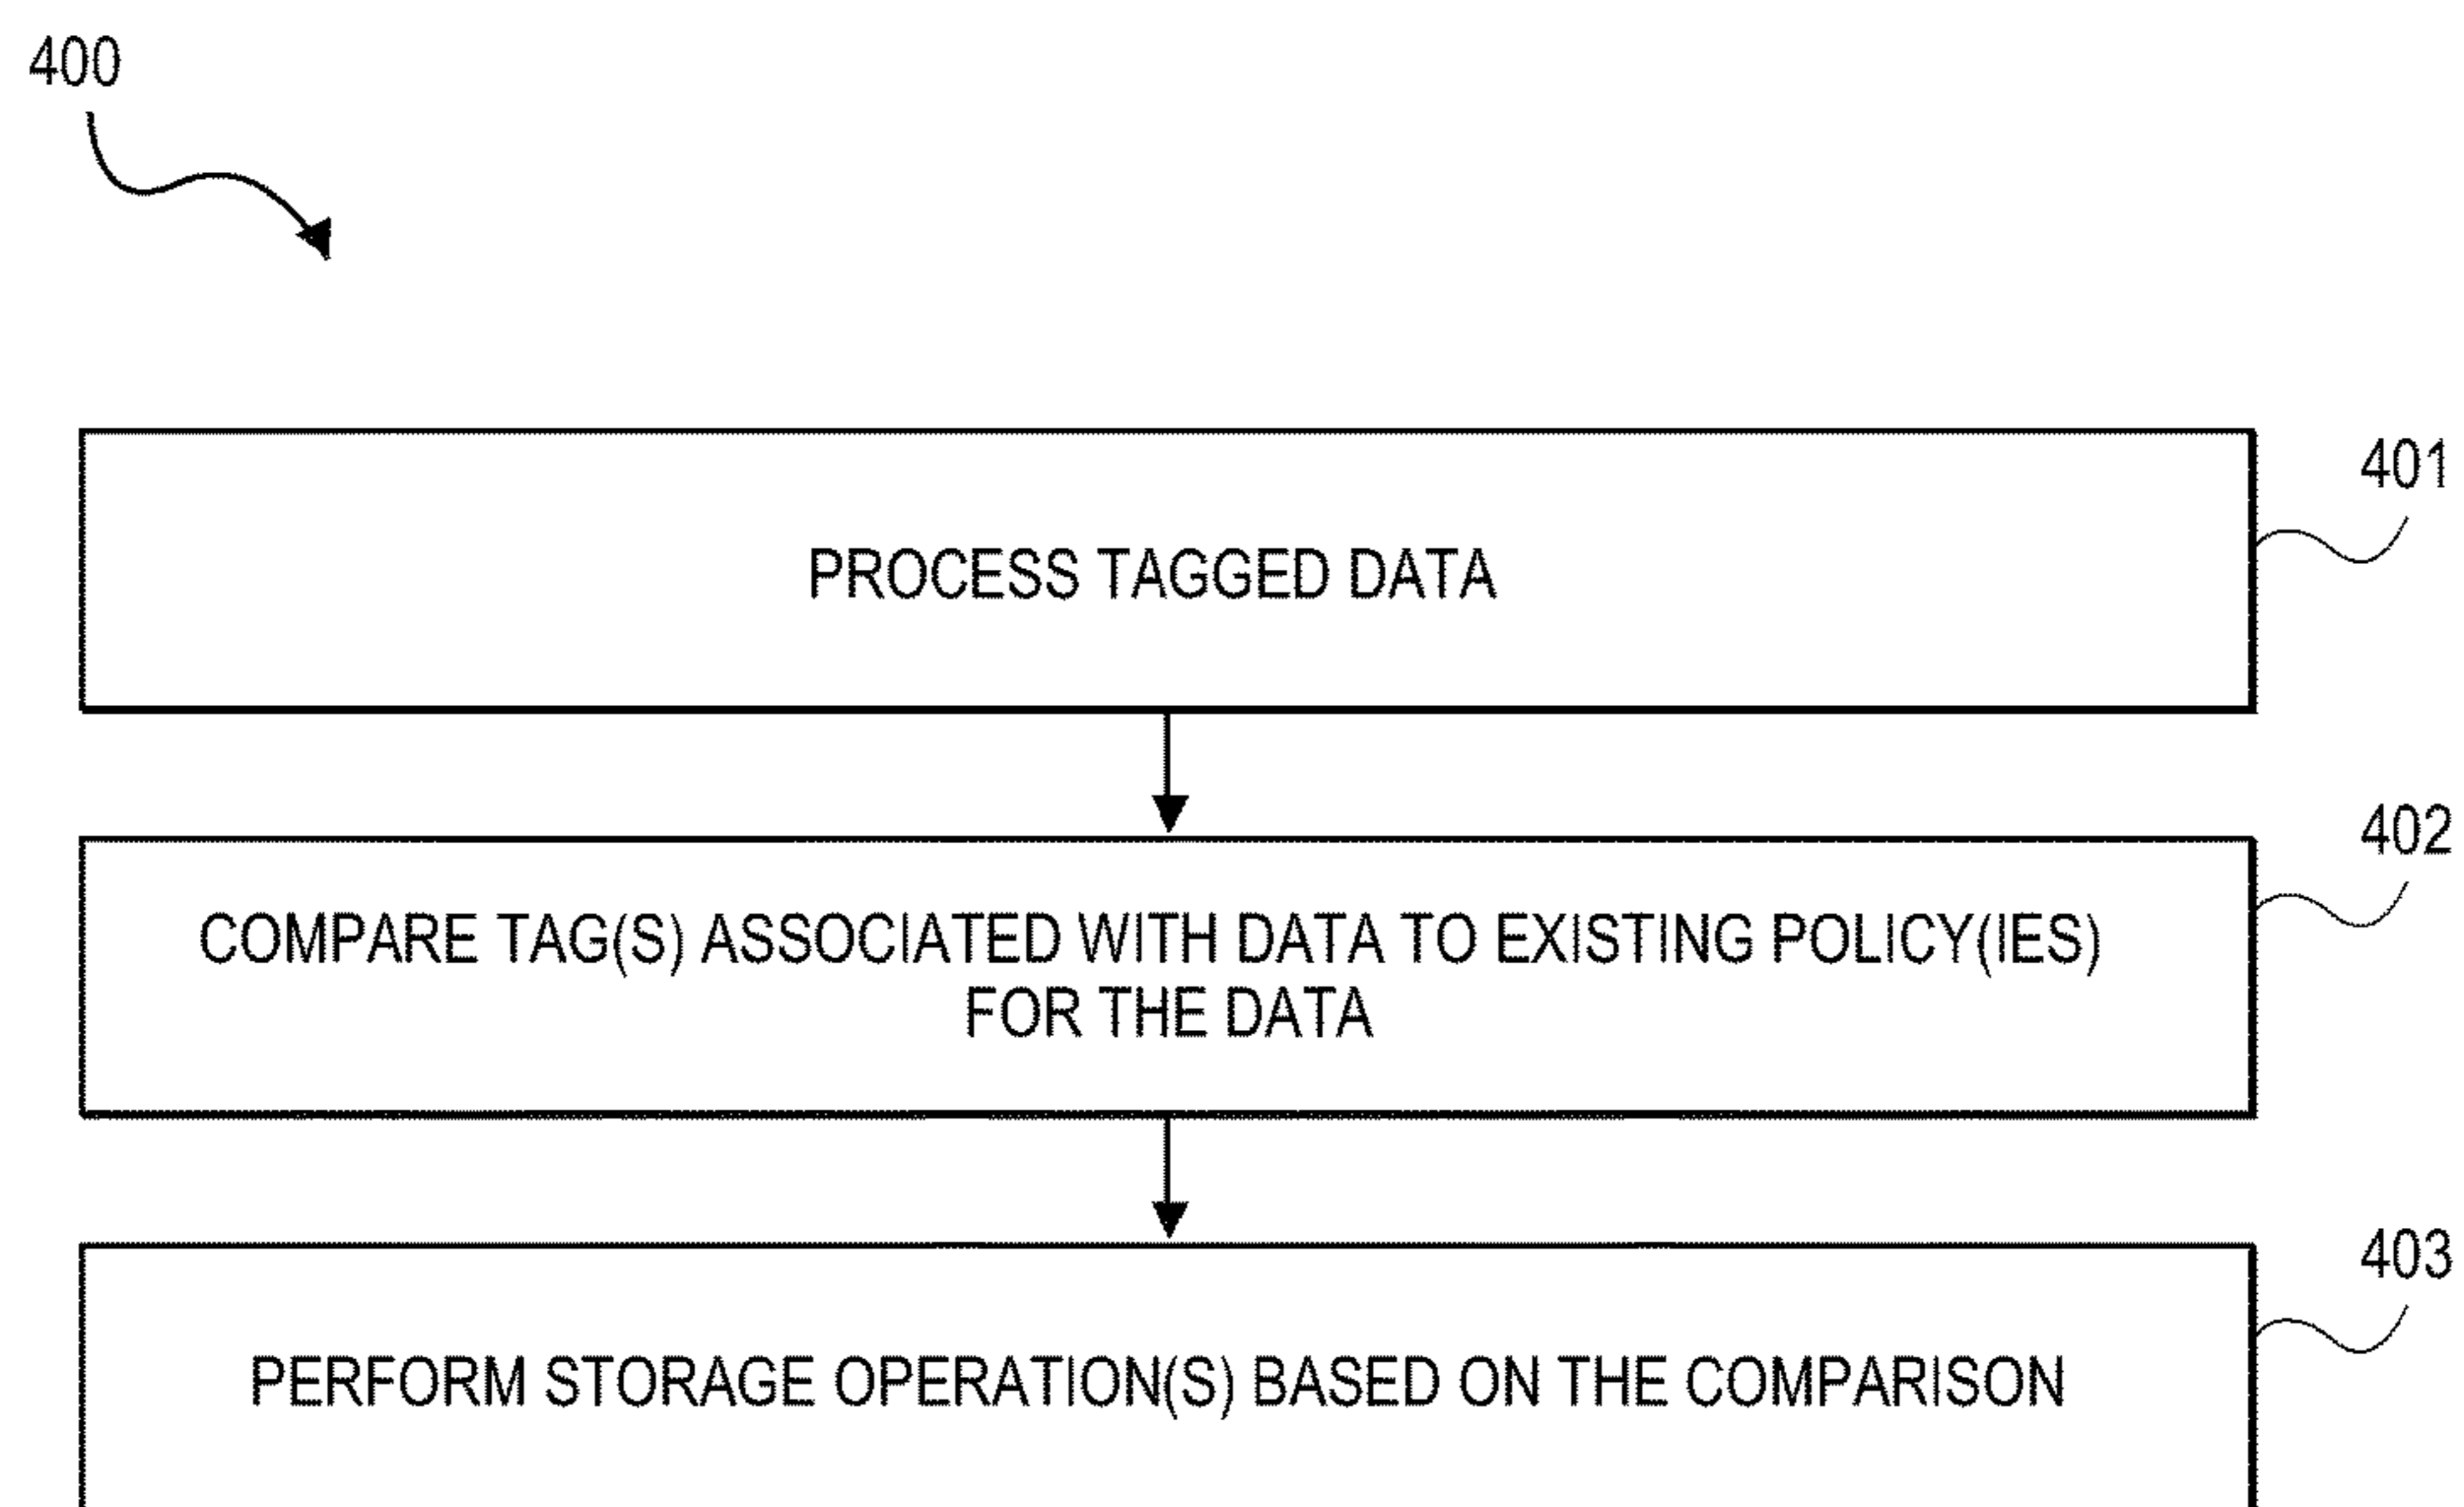 400
401
PROCESS TAGGED DATA
402
COMPARE TAG(S) ASSOCIATED WITH DATA TO EXISTING POLICY(IES)
FOR THE DATA
403
PERFORM STORAGE OPERATION(S) BASED ON THE COMPARISON